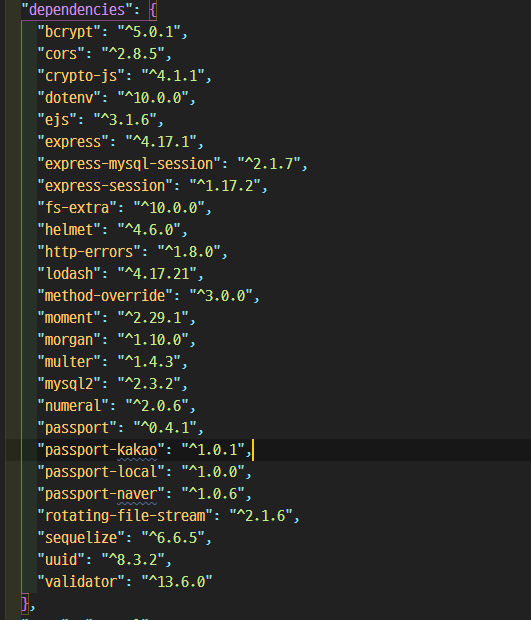 "dependencies": {
"bcrypt": "^5.0.1",
"cors": "^2.8.5",
"crypto-js": "^4.1.1",
"dotenv": "^10.0.0",
"ejs": "^3.1.6",
"express": "^4.17.1",
"express-mysql-session": "^2.1.7",
"express-session": "^1.17.2",
"fs-extra": "^10.0.0",
"helmet": "^4.6.0",
"http-errors": "^1.8.0",
"lodash": "^4.17.21",
"method-override": "^3.0.0",
"moment": "^2.29.1",
"morgan": "^1.10.0",
"multer": "^1.4.3",
"mysql2": "^2.3.2",
"numeral": "^2.0.6",
"passport": "^0.4.1",
"passport-kakao": "^1.0.1",
"passport-local": "^1.0.0",
"passport-naver": "^1.0.6",
"rotating-file-stream": "^2.1.6",
"sequelize": "^6.6.5",
"uuid": "^8.3.2",
"validator": "^13.6.0"
},